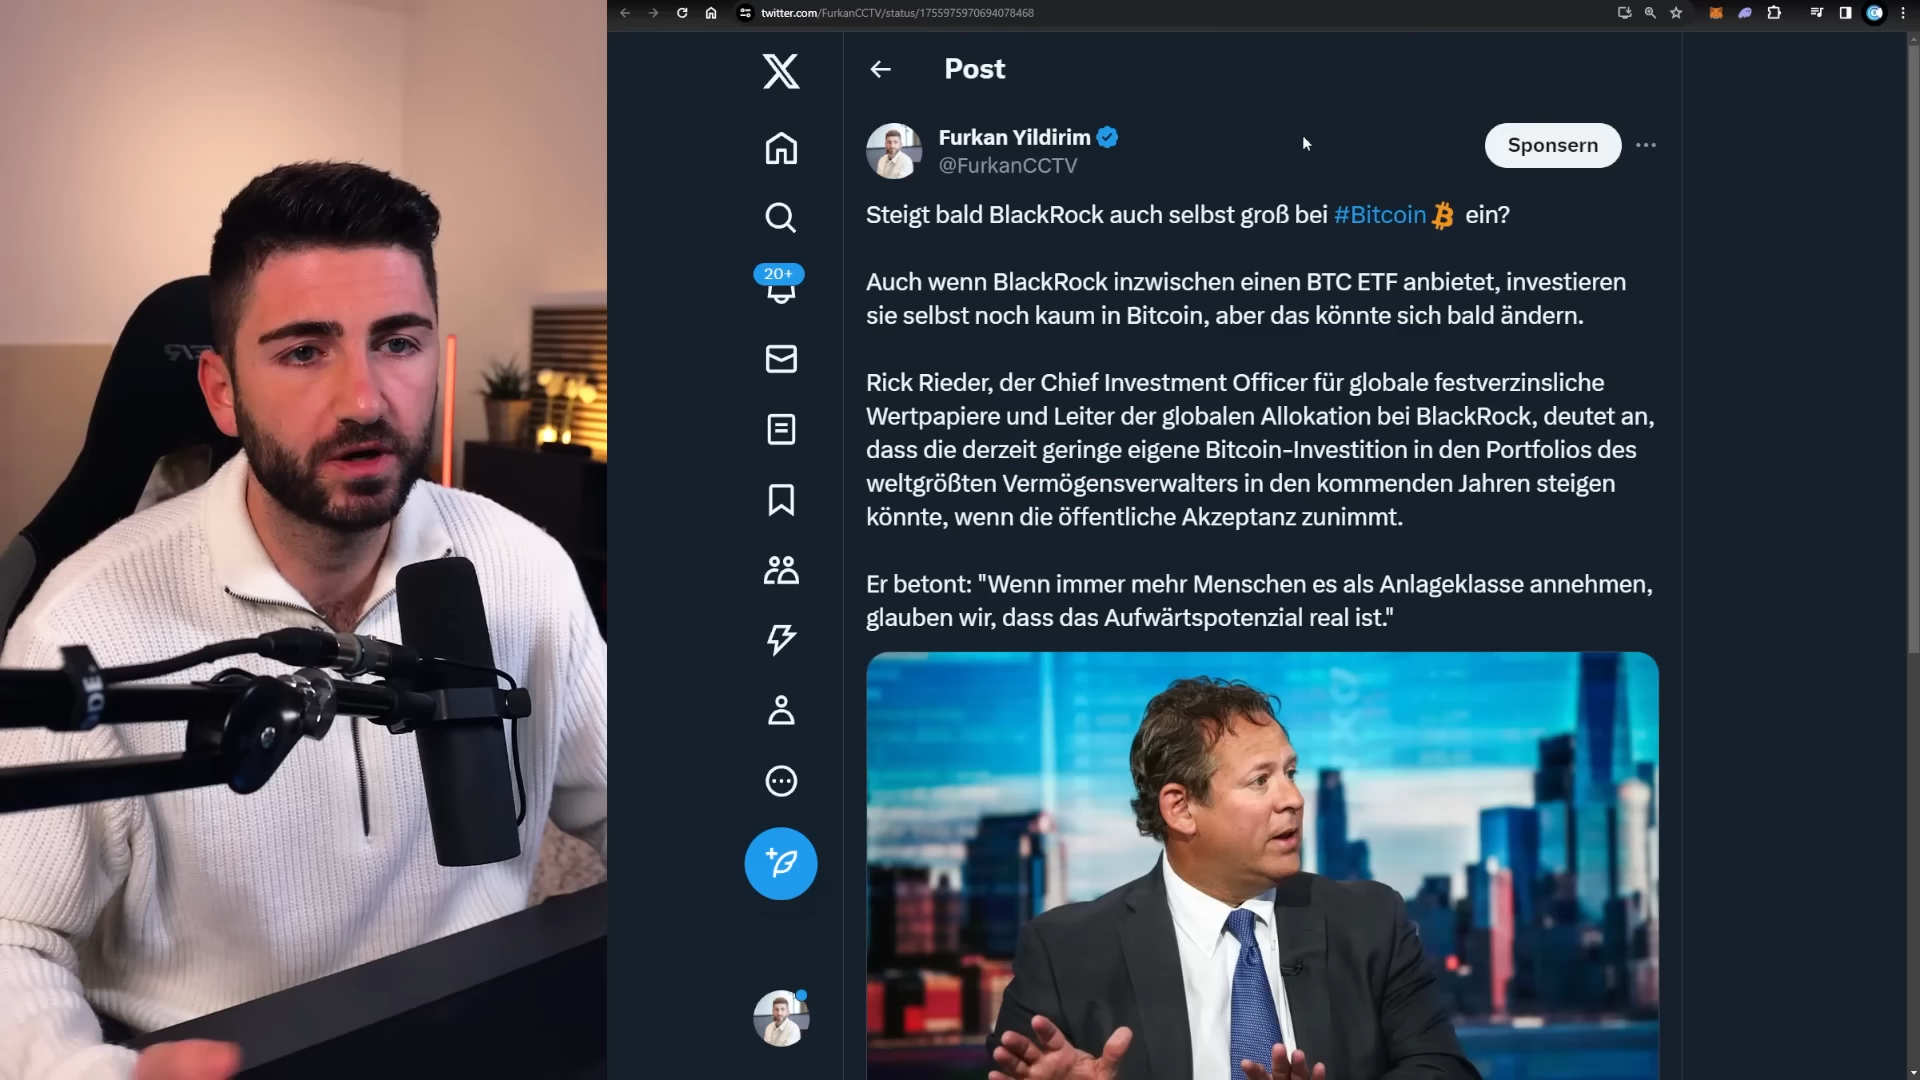 twitter.com/FurkanCCTV/status/1755975970694078468
Post
Furkan Yildirim
@FurkanCCTV
Sponsern
Steigt bald BlackRock auch selbst groß bei #Bitcoin ein?
Auch wenn BlackRock inzwischen einen BTC ETF anbietet, investieren
sie selbst noch kaum in Bitcoin, aber das könnte sich bald ändern.
Rick Rieder, der Chief Investment Officer für globale festverzinsliche
Wertpapiere und Leiter der globalen Allokation bei BlackRock, deutet an,
dass die derzeit geringe eigene Bitcoin-Investition in den Portfolios des
weltgrößten Vermögensverwalters in den kommenden Jahren steigen
könnte, wenn die öffentliche Akzeptanz zunimmt.
Er betont: "Wenn immer mehr Menschen es als Anlageklasse annehmen,
glauben wir, dass das Aufwärtspotenzial real ist."
20+